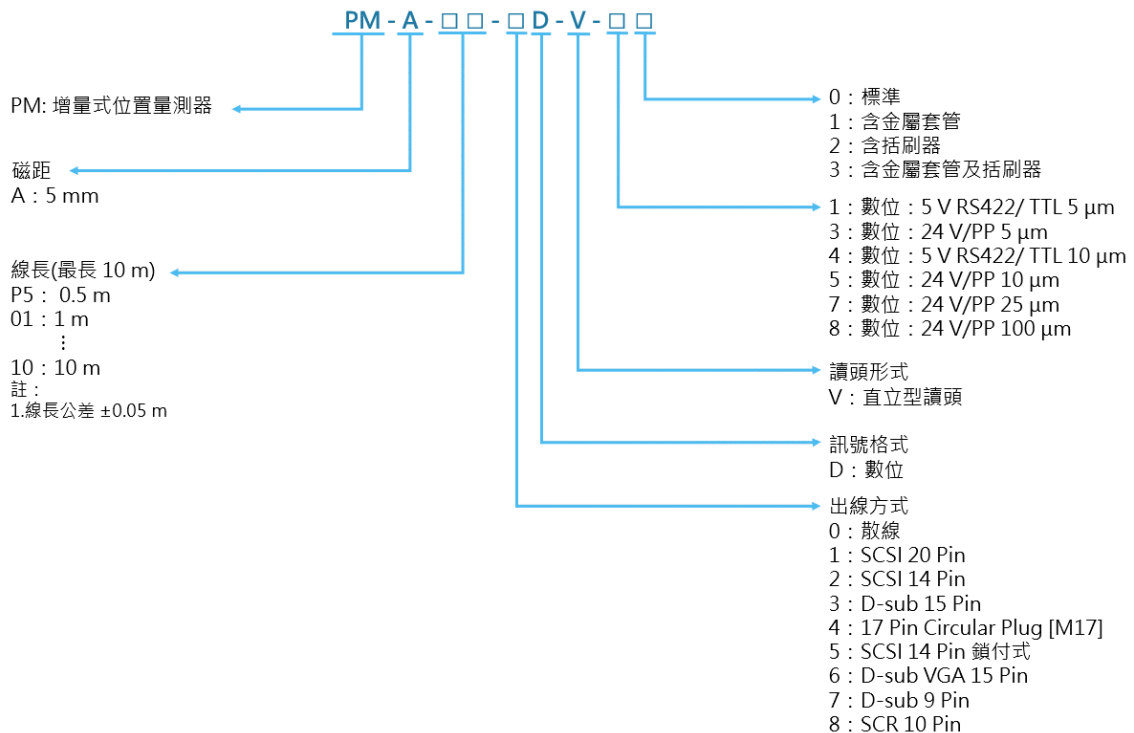 PM - A - □ □ - □ D - V - □ □
PM: 增量式位置量測器
磁距
A：5 mm
線長(最長 10 m)
P5： 0.5 m
01：1 m
⋮
10：10 m
註：
1.線長公差 ±0.05 m
0：標準
1：含金屬套管
2：含括刷器
3：含金屬套管及括刷器
1：數位：5 V RS422/ TTL 5 μm
3：數位：24 V/PP 5 μm
4：數位：5 V RS422/ TTL 10 μm
5：數位：24 V/PP 10 μm
7：數位：24 V/PP 25 μm
8：數位：24 V/PP 100 μm
讀頭形式
V：直立型讀頭
訊號格式
D：數位
出線方式
0：散線
1：SCSI 20 Pin
2：SCSI 14 Pin
3：D-sub 15 Pin
4：17 Pin Circular Plug [M17]
5：SCSI 14 Pin 鎖付式
6：D-sub VGA 15 Pin
7：D-sub 9 Pin
8：SCR 10 Pin